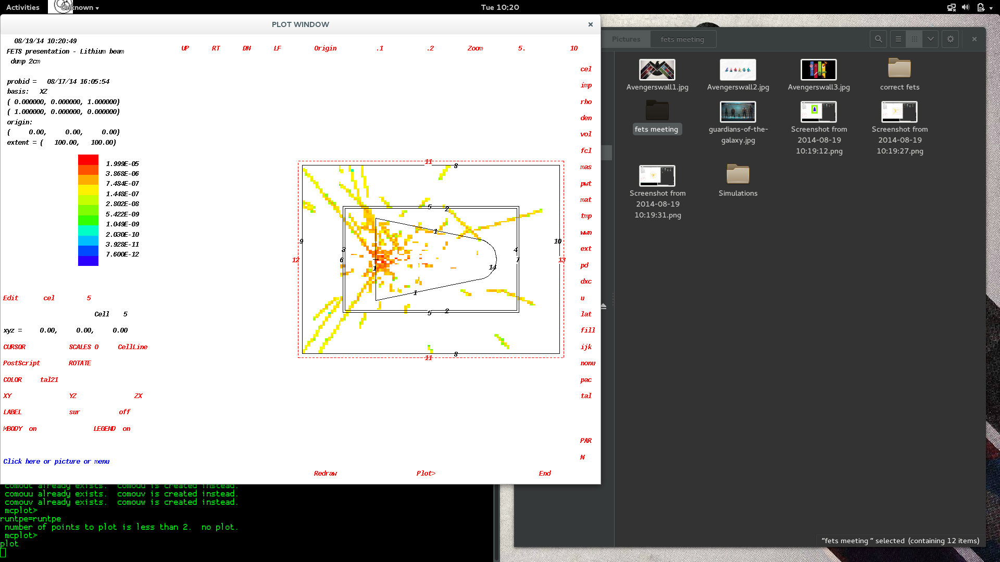 Activities
Unknown
Tue 10:20
PLOT WINDOW
08/19/14 10:20:49
FETS presentation - Lithium beam
dump 2cm
probid = 08/17/14 16:05:54
basis: XZ
( 0.000000, 0.000000, 1.000000)
( 1.000000, 0.000000, 0.000000)
origin:
( 0.00, 0.00, 0.00)
extent = ( 100.00, 100.00)
1.999E-05
3.868E-06
7.484E-07
1.448E-07
2.802E-08
5.422E-09
1.049E-09
2.030E-10
3.928E-11
7.600E-12
UP RT DN LF Origin .1 .2 Zoom 5. 10
11
8
5
2
1
9
10
3
4
12
6
7
13
1
14
1
5
2
8
11
cel
imp
rho
den
vol
fcl
mas
pwt
mat
tmp
wwn
ext
pd
dxc
u
lat
fill
ijk
nonu
pac
tal
PAR
N
Edit cel 5
Cell 5
xyz = 0.00, 0.00, 0.00
CURSOR SCALES 0 CellLine
PostScript ROTATE
COLOR tal21
XY YZ ZX
LABEL sur off
MBODY on LEGEND on
Click here or picture or menu
Redraw Plot> End
comouc already exists. comouu is created instead.
comouu already exists. comouv is created instead.
comouv already exists. comouw is created instead.
mcplot>
runtpe=runtpe
number of points to plot is less than 2. no plot.
mcplot>
plot
Pictures
fets meeting
Avengerswall1.jpg
Avengerswall2.jpg
Avengerswall3.jpg
correct fets
fets meeting
guardians-of-the-
galaxy.jpg
Screenshot from
2014-08-19
10:19:12.png
Screenshot from
2014-08-19
10:19:27.png
Screenshot from
2014-08-19
10:19:31.png
Simulations
"fets meeting " selected (containing 12 items)